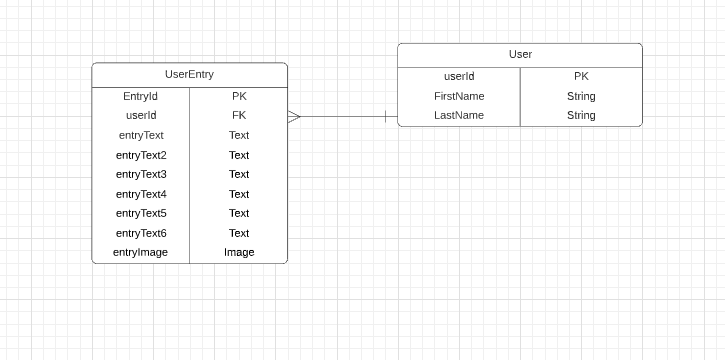 UserEntry
EntryId PK
userId FK
entryText Text
entryText2 Text
entryText3 Text
entryText4 Text
entryText5 Text
entryText6 Text
entryImage Image
User
userId PK
FirstName String
LastName String